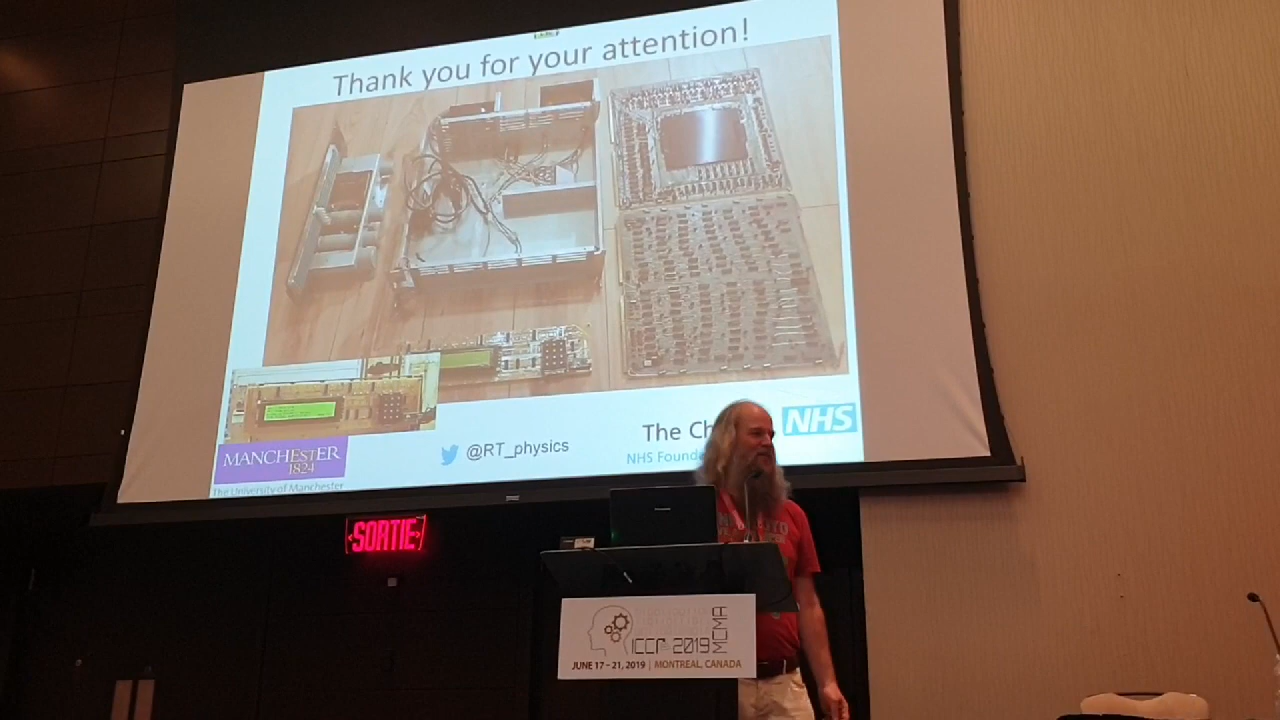 Thank you for your attention!
MANCHESTER
1824
The University of Manchester
@RT_physics
The Ch
NHS
NHS Founda
SORTIE
ICCR 2019
MCMA
JUNE 17 - 21, 2019 | MONTREAL, CANADA